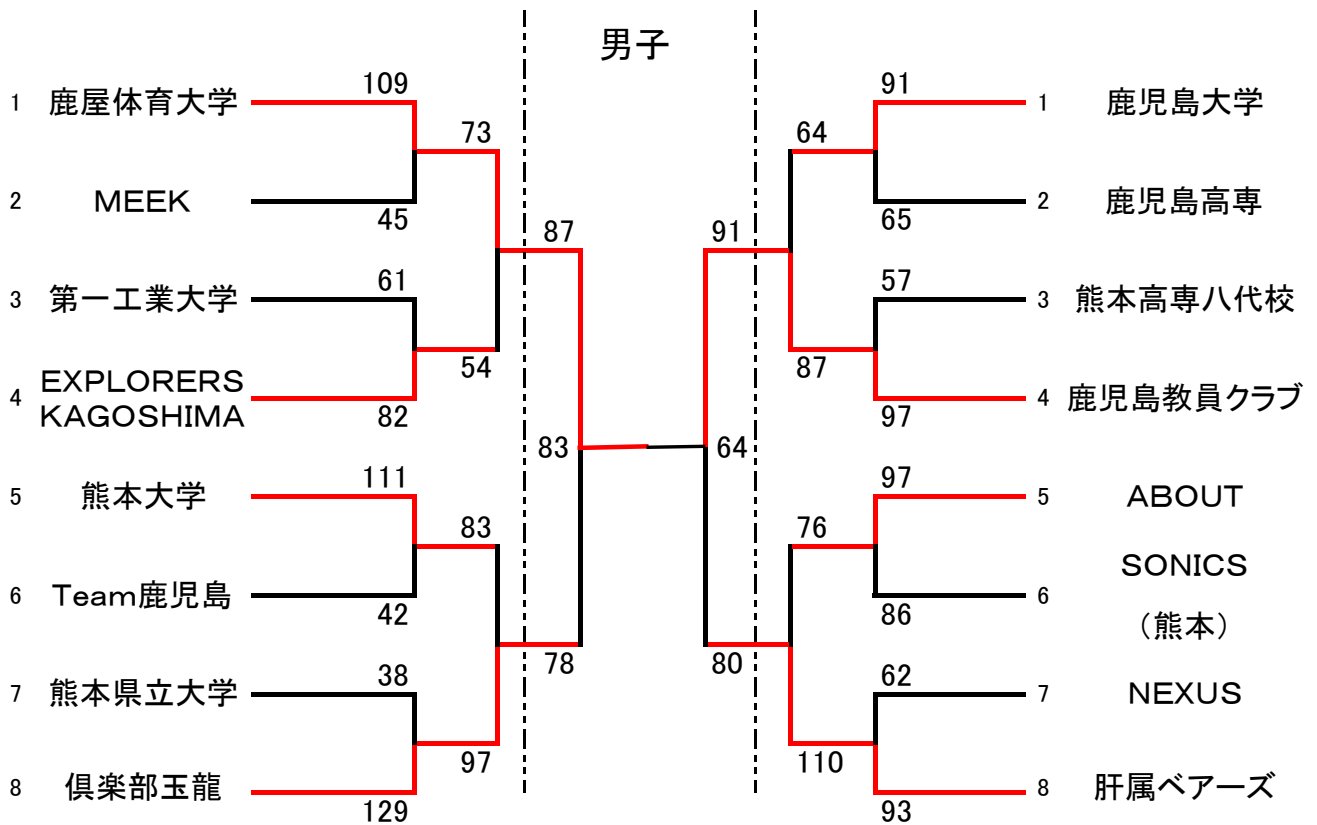 男子
1 鹿屋体育大学 109
73
2 MEEK 45
87
3 第一工業大学 61
54
4 EXPLORERS
KAGOSHIMA 82
83
5 熊本大学 111
83
6 Team鹿児島 42
78
7 熊本県立大学 38
97
8 倶楽部玉龍 129
91 1 鹿児島大学
64
65 2 鹿児島高専
91
57 3 熊本高専八代校
87
97 4 鹿児島教員クラブ
64
97 5 ABOUT
76
86 6 SONICS
（熊本）
80
62 7 NEXUS
110
93 8 肝属ベアーズ